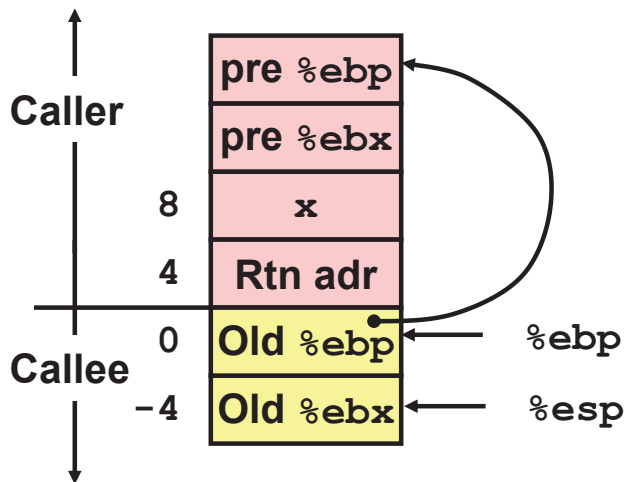 pre %ebp
Caller
pre %ebx
8 x
4 Rtn adr
0 Old %ebp %ebp
Callee
-4 Old %ebx %esp